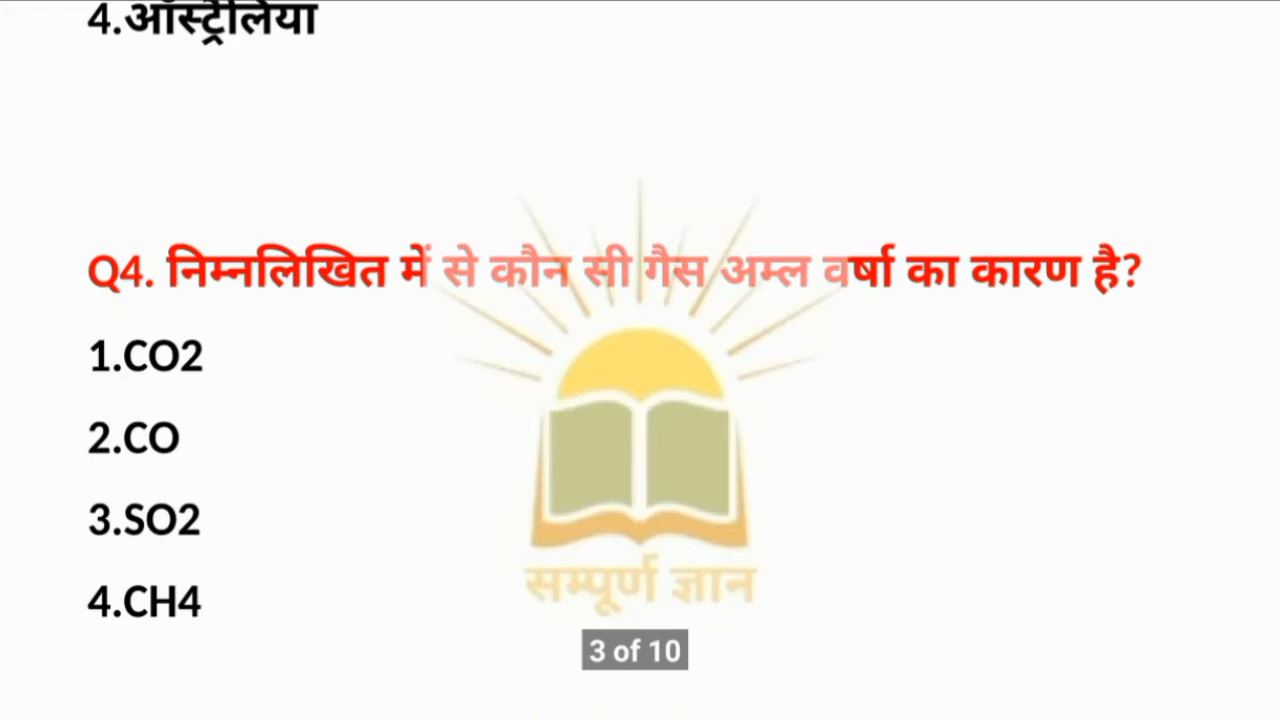 4.ऑस्ट्रेलिया
Q4. निम्नलिखित में से कौन सी गैस अम्ल वर्षा का कारण है?
1.CO2
2.CO
3.SO2
4.CH4
सम्पूर्ण ज्ञान
3 of 10